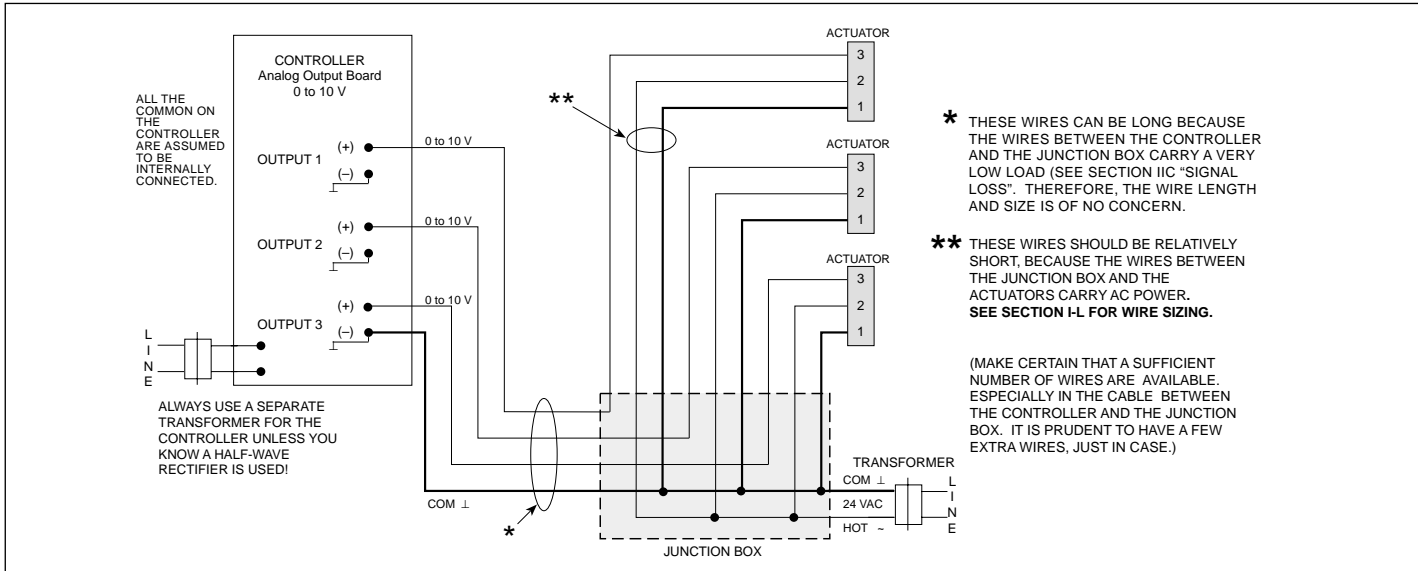 CONTROLLER
Analog Output Board
0 to 10 V
ALL THE
COMMON ON
THE
CONTROLLER
ARE ASSUMED
TO BE
INTERNALLY
CONNECTED.
OUTPUT 1
(+)
(–)
⊥
0 to 10 V
OUTPUT 2
(+)
(–)
⊥
0 to 10 V
OUTPUT 3
(+)
(–)
⊥
0 to 10 V
L
I
N
E
ALWAYS USE A SEPARATE
TRANSFORMER FOR THE
CONTROLLER UNLESS YOU
KNOW A HALF-WAVE
RECTIFIER IS USED!
COM ⊥
*
**
ACTUATOR
3
2
1
ACTUATOR
3
2
1
ACTUATOR
3
2
1
JUNCTION BOX
TRANSFORMER
COM ⊥
24 VAC
HOT ~
L
I
N
E
* THESE WIRES CAN BE LONG BECAUSE
THE WIRES BETWEEN THE CONTROLLER
AND THE JUNCTION BOX CARRY A VERY
LOW LOAD (SEE SECTION IIC “SIGNAL
LOSS”. THEREFORE, THE WIRE LENGTH
AND SIZE IS OF NO CONCERN.
** THESE WIRES SHOULD BE RELATIVELY
SHORT, BECAUSE THE WIRES BETWEEN
THE JUNCTION BOX AND THE
ACTUATORS CARRY AC POWER.
SEE SECTION I-L FOR WIRE SIZING.
(MAKE CERTAIN THAT A SUFFICIENT
NUMBER OF WIRES ARE AVAILABLE.
ESPECIALLY IN THE CABLE BETWEEN
THE CONTROLLER AND THE JUNCTION
BOX. IT IS PRUDENT TO HAVE A FEW
EXTRA WIRES, JUST IN CASE.)